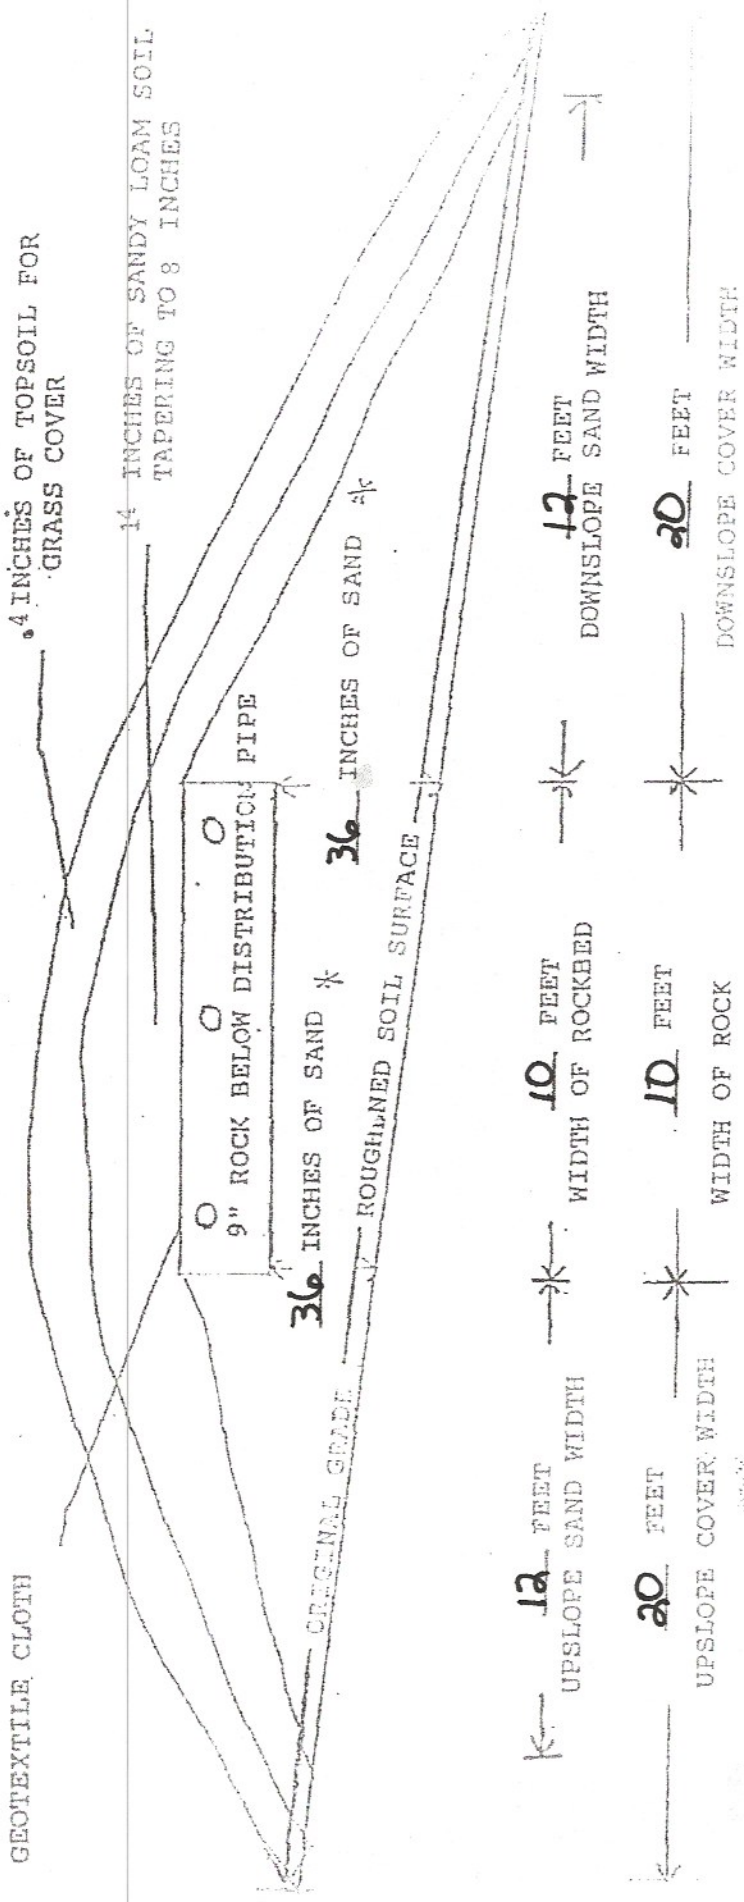 4 INCHES OF TOPSOIL FOR
GRASS COVER
14 INCHES OF SANDY LOAM SOIL
TAPERING TO 8 INCHES
GEOTEXTILE CLOTH
9" ROCK BELOW DISTRIBUTION PIPE
36 INCHES OF SAND *
36 INCHES OF SAND *
ORIGINAL GRADE
ROUGHENED SOIL SURFACE
12 FEET
UPSLOPE SAND WIDTH
10 FEET
WIDTH OF ROCKBED
12 FEET
DOWNSLOPE SAND WIDTH
20 FEET
UPSLOPE COVER WIDTH
10 FEET
WIDTH OF ROCK
20 FEET
DOWNSLOPE COVER WIDTH